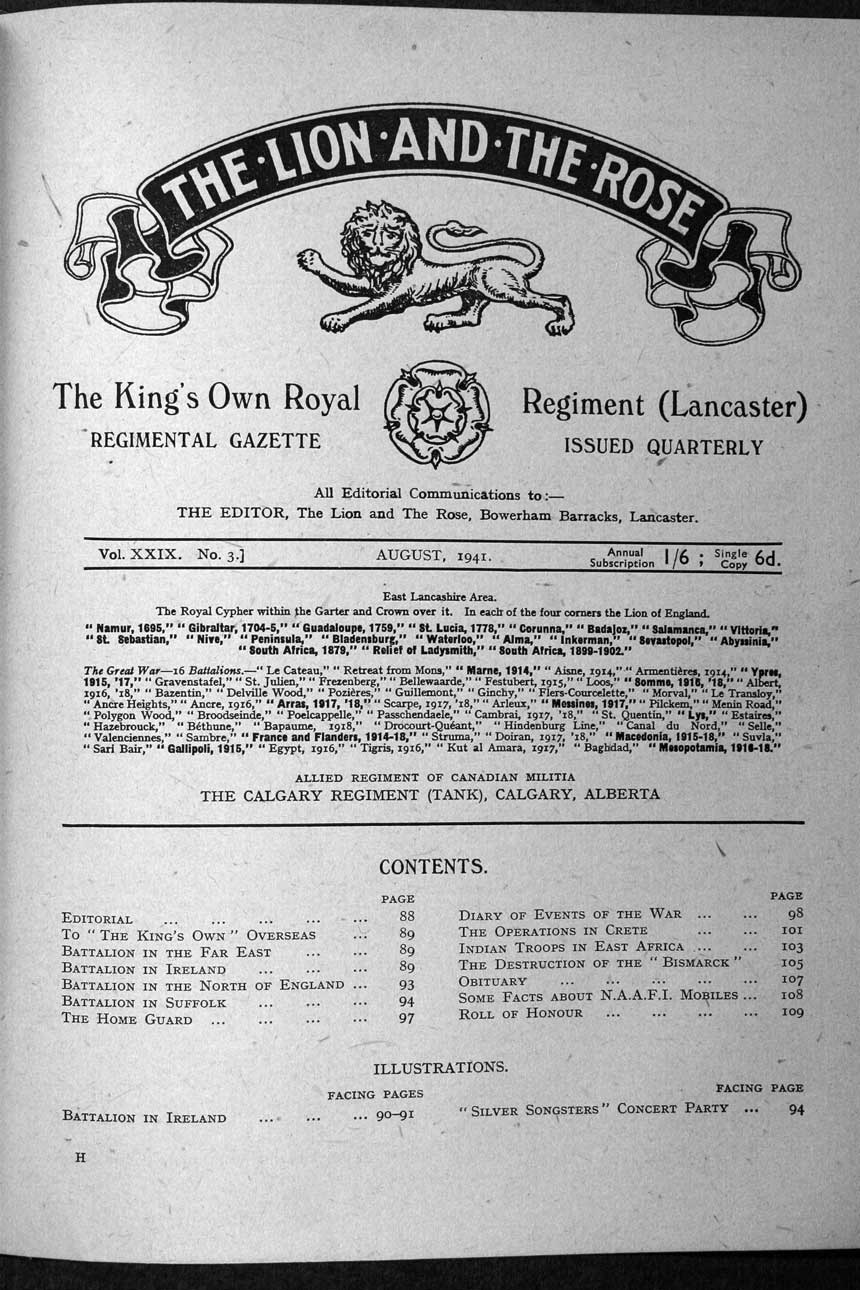 THE · LION · AND · THE · ROSE
The King's Own Royal Regiment (Lancaster)
REGIMENTAL GAZETTE ISSUED QUARTERLY
All Editorial Communications to:—
THE EDITOR, The Lion and The Rose, Bowerham Barracks, Lancaster.
Vol. XXIX. No. 3.] AUGUST, 1941. Annual Subscription 1/6 ; Single Copy 6d.
East Lancashire Area.
The Royal Cypher within the Garter and Crown over it. In each of the four corners the Lion of England.
"Namur, 1695," "Gibraltar, 1704-5," "Guadaloupe, 1759," "St. Lucia, 1778," "Corunna," "Badajoz," "Salamanca," "Vittoria,"
"St. Sebastian," "Nive," "Peninsula," "Bladensburg," "Waterloo," "Alma," "Inkerman," "Sevastopol," "Abyssinia,"
"South Africa, 1879," "Relief of Ladysmith," "South Africa, 1899-1902."
The Great War—16 Battalions.—"Le Cateau," "Retreat from Mons," "Marne, 1914," "Aisne, 1914," "Armentières, 1914," "Ypres,
1915, '17," "Gravenstafel," "St. Julien," "Frezenberg," "Bellewaarde," "Festubert, 1915," "Loos," "Somme, 1916, '18," "Albert,
1916, '18," "Bazentin," "Delville Wood," "Pozières," "Guillemont," "Ginchy," "Flers-Courcelette," "Morval," "Le Transloy,"
"Ancre Heights," "Ancre, 1916," "Arras, 1917, '18," "Scarpe, 1917, '18," "Arleux," "Messines, 1917," "Pilckem," "Menin Road,"
"Polygon Wood," "Broodseinde," "Poelcappelle," "Passchendaele," "Cambrai, 1917, '18," "St. Quentin," "Lys," "Estaires,"
"Hazebrouck," "Béthune," "Bapaume, 1918," "Drocourt-Quéant," "Hindenburg Line," "Canal du Nord," "Selle,"
"Valenciennes," "Sambre," "France and Flanders, 1914-18," "Struma," "Doiran, 1917, '18," "Macedonia, 1915-18," "Suvla,"
"Sari Bair," "Gallipoli, 1915," "Egypt, 1916," "Tigris, 1916," "Kut al Amara, 1917," "Baghdad," "Mesopotamia, 1916-18."
ALLIED REGIMENT OF CANADIAN MILITIA
THE CALGARY REGIMENT (TANK), CALGARY, ALBERTA
CONTENTS.
PAGE
EDITORIAL ... ... ... ... ... 88
TO "THE KING'S OWN" OVERSEAS ... 89
BATTALION IN THE FAR EAST ... ... 89
BATTALION IN IRELAND ... ... ... 89
BATTALION IN THE NORTH OF ENGLAND ... 93
BATTALION IN SUFFOLK ... ... ... 94
THE HOME GUARD ... ... ... ... 97
PAGE
DIARY OF EVENTS OF THE WAR ... ... 98
THE OPERATIONS IN CRETE ... ... 101
INDIAN TROOPS IN EAST AFRICA ... ... 103
THE DESTRUCTION OF THE "BISMARCK" 105
OBITUARY ... ... ... ... ... 107
SOME FACTS ABOUT N.A.A.F.I. MOBILES ... 108
ROLL OF HONOUR ... ... ... ... 109
ILLUSTRATIONS.
FACING PAGES
BATTALION IN IRELAND ... ... ... 90-91
FACING PAGE
"SILVER SONGSTERS" CONCERT PARTY ... 94
H